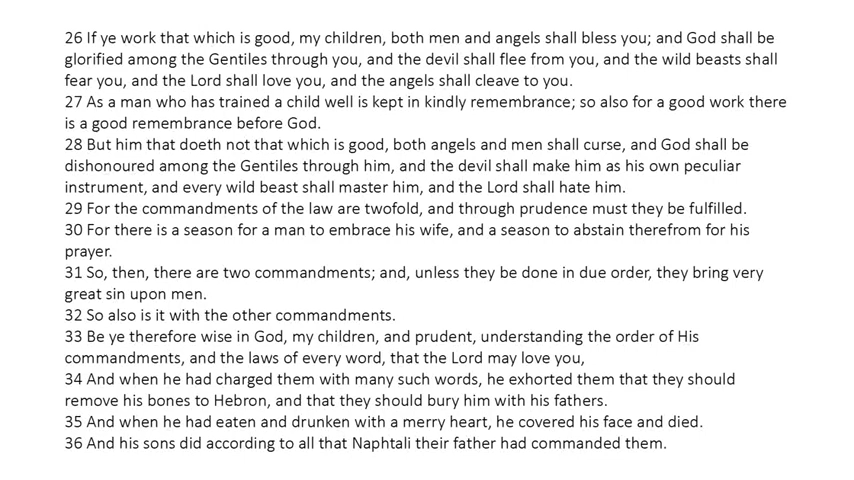 26 If ye work that which is good, my children, both men and angels shall bless you; and God shall be
glorified among the Gentiles through you, and the devil shall flee from you, and the wild beasts shall
fear you, and the Lord shall love you, and the angels shall cleave to you.
27 As a man who has trained a child well is kept in kindly remembrance; so also for a good work there
is a good remembrance before God.
28 But him that doeth not that which is good, both angels and men shall curse, and God shall be
dishonoured among the Gentiles through him, and the devil shall make him as his own peculiar
instrument, and every wild beast shall master him, and the Lord shall hate him.
29 For the commandments of the law are twofold, and through prudence must they be fulfilled.
30 For there is a season for a man to embrace his wife, and a season to abstain therefrom for his
prayer.
31 So, then, there are two commandments; and, unless they be done in due order, they bring very
great sin upon men.
32 So also is it with the other commandments.
33 Be ye therefore wise in God, my children, and prudent, understanding the order of His
commandments, and the laws of every word, that the Lord may love you,
34 And when he had charged them with many such words, he exhorted them that they should
remove his bones to Hebron, and that they should bury him with his fathers.
35 And when he had eaten and drunken with a merry heart, he covered his face and died.
36 And his sons did according to all that Naphtali their father had commanded them.